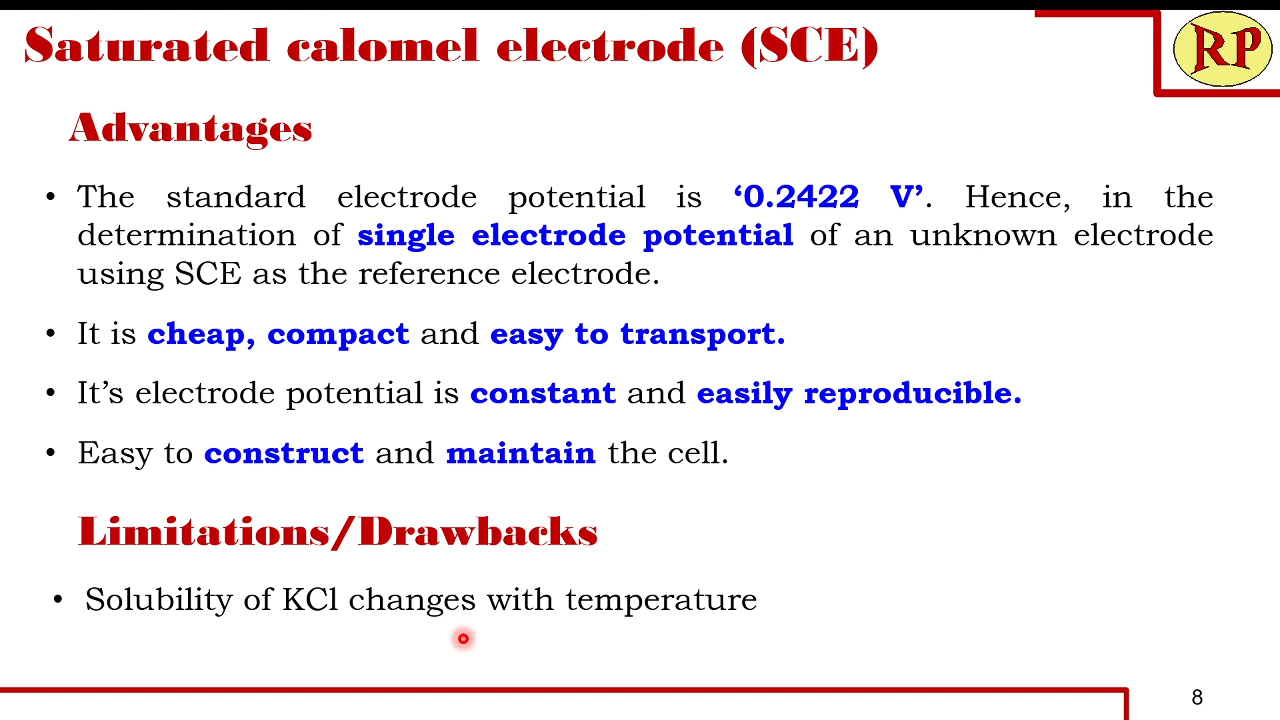 Saturated calomel electrode (SCE)
RP
Advantages
• The standard electrode potential is ‘0.2422 V’. Hence, in the
determination of single electrode potential of an unknown electrode
using SCE as the reference electrode.
• It is cheap, compact and easy to transport.
• It’s electrode potential is constant and easily reproducible.
• Easy to construct and maintain the cell.
Limitations/Drawbacks
• Solubility of KCl changes with temperature
8